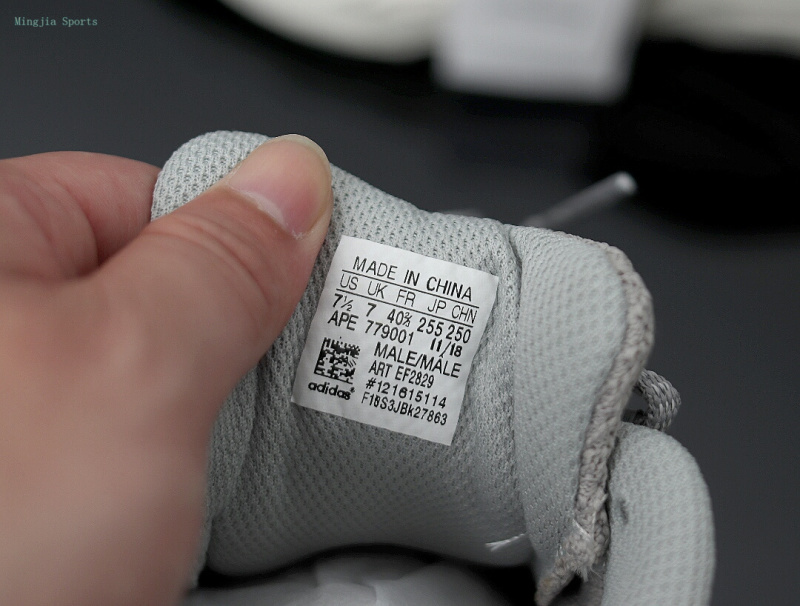 Mingjia Sports
MADE IN CHINA
US UK FR JP CHN
7½ 7 40⅔ 255 250
APE 779001 11/18
MALE/MALE
ART EF2829
#121615114
F18S3JBk27863
adidas